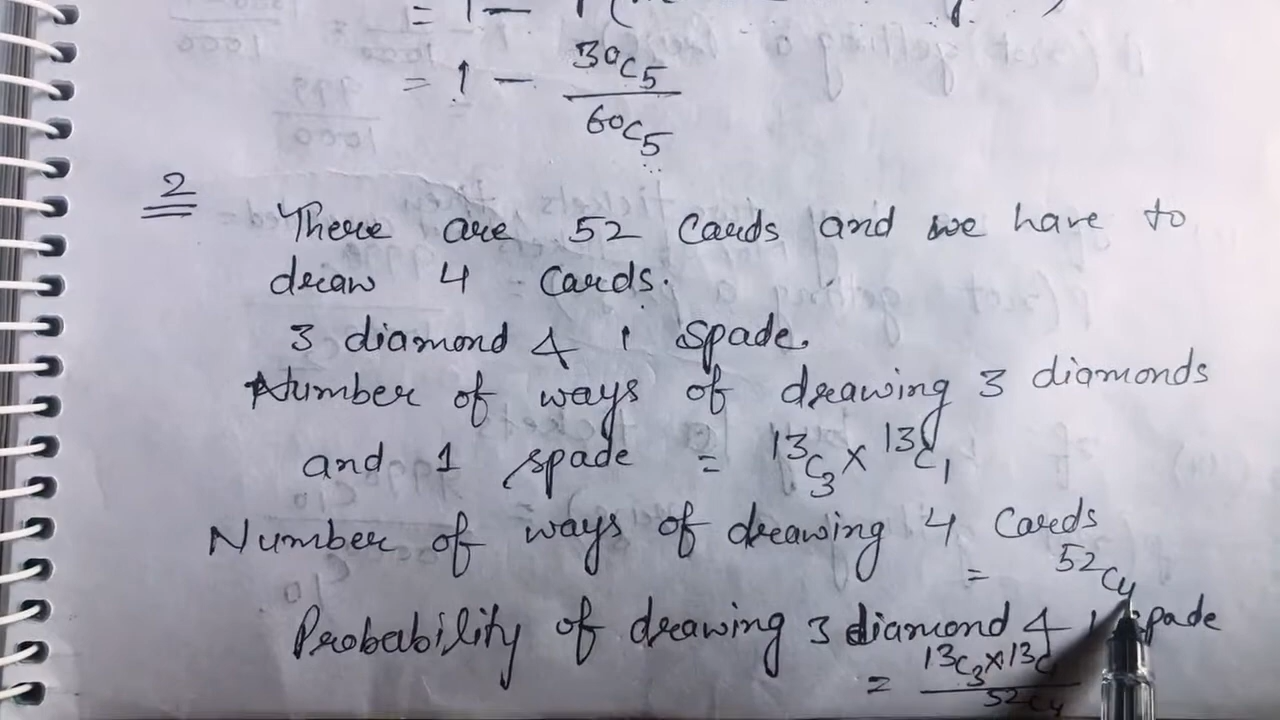 = 1 -
= 1 - 30C5
60C5
2
There are 52 Cards and we have to
draw 4 Cards.
3 diamond & 1 spade.
Number of ways of drawing 3 diamonds
and 1 spade = 13C3 X 13C1
Number of ways of drawing 4 Cards
= 52C4
Probability of drawing 3 diamond & 1 spade
= 13C3 X 13C1
52C4